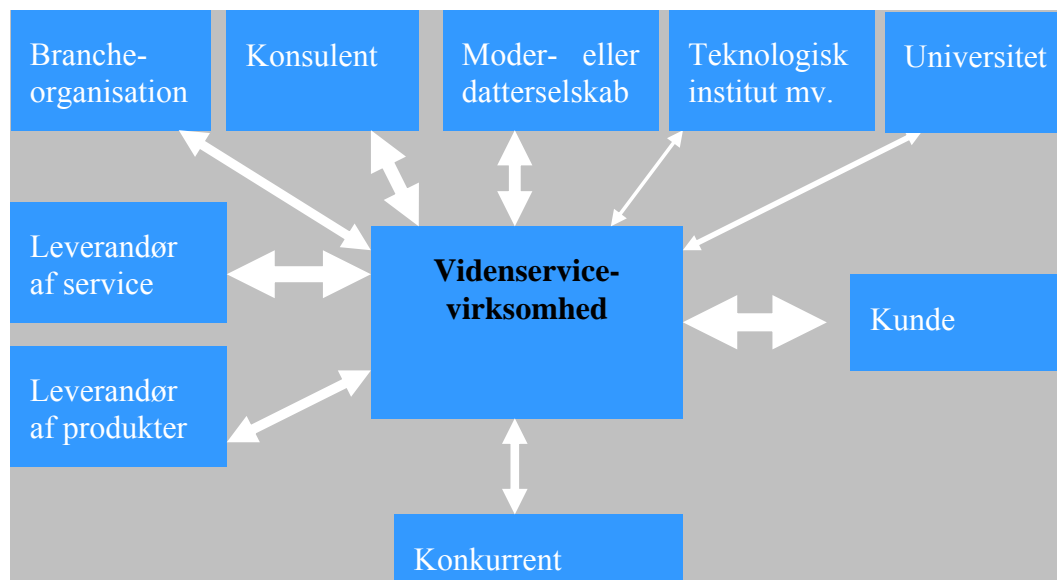 Branche-
organisation
Konsulent
Moder- eller
datterselskab
Teknologisk
institut mv.
Universitet
Leverandør
af service
Videnservice-
virksomhed
Kunde
Leverandør
af produkter
Konkurrent